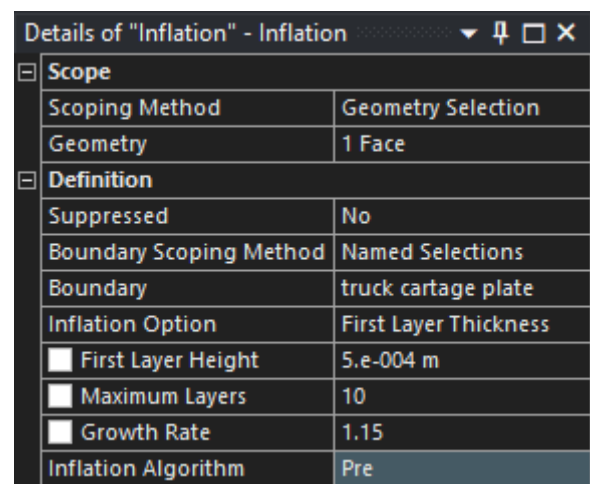 Details of "Inflation" - Inflation
Scope
Scoping Method Geometry Selection
Geometry 1 Face
Definition
Suppressed No
Boundary Scoping Method Named Selections
Boundary truck cartage plate
Inflation Option First Layer Thickness
First Layer Height 5.e-004 m
Maximum Layers 10
Growth Rate 1.15
Inflation Algorithm Pre